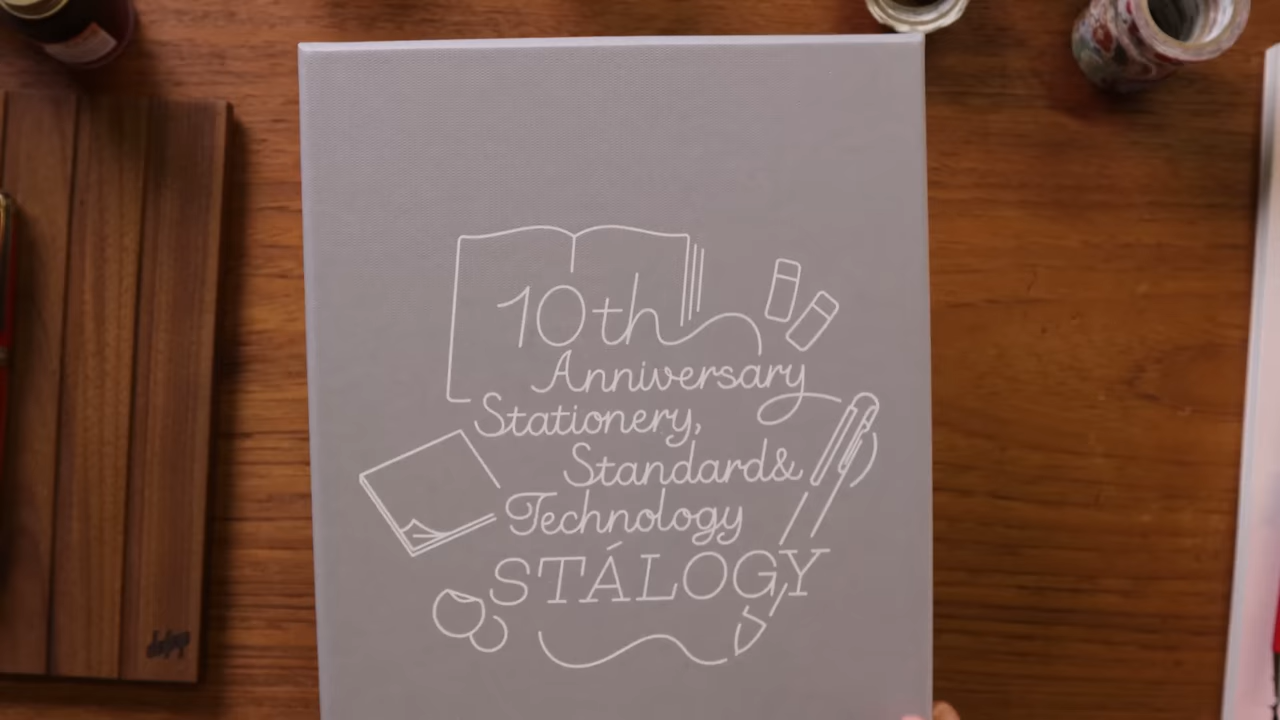 10th
Anniversary
Stationery,
Standard&
Technology
STÁLOGY